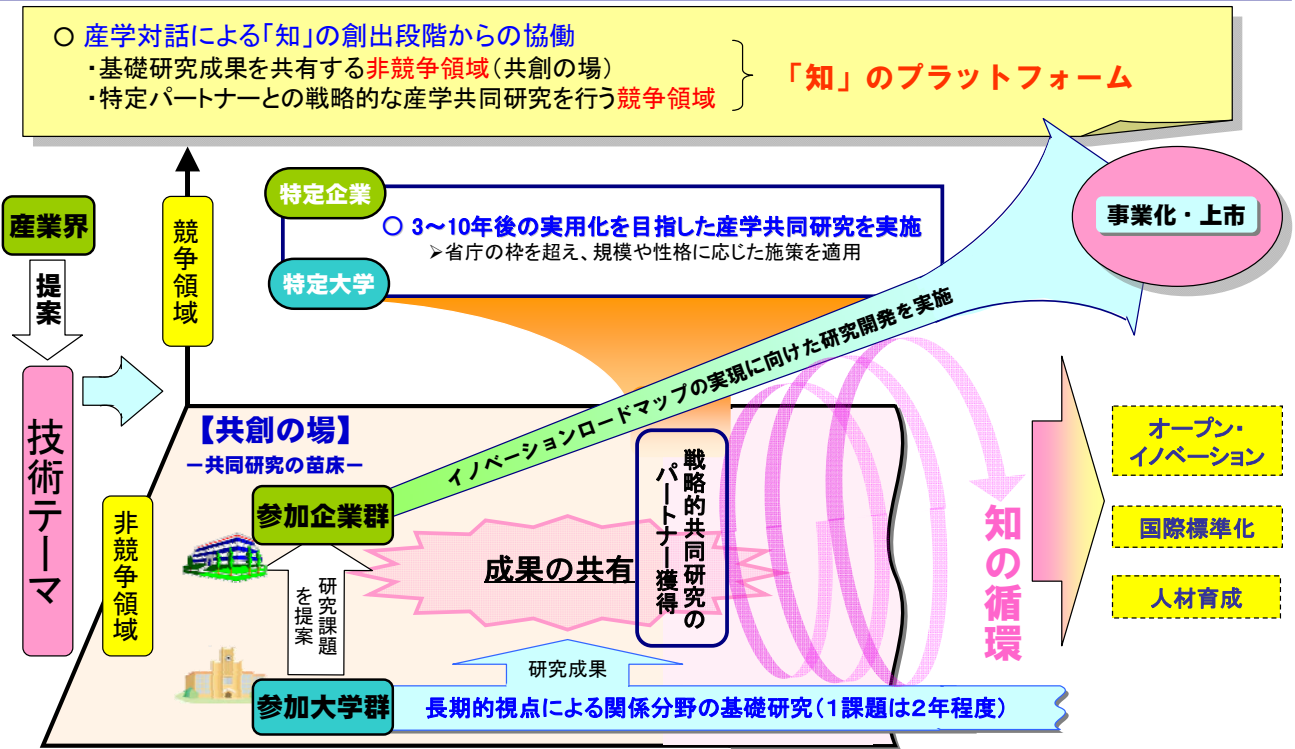 ○ 産学対話による「知」の創出段階からの協働
・基礎研究成果を共有する非競争領域(共創の場)
・特定パートナーとの戦略的な産学共同研究を行う競争領域
「知」のプラットフォーム
産業界
提案
技術テーマ
競争領域
非競争領域
特定企業
○ 3~10年後の実用化を目指した産学共同研究を実施
➢省庁の枠を超え、規模や性格に応じた施策を適用
特定大学
事業化・上市
イノベーションロードマップの実現に向けた研究開発を実施
【共創の場】
-共同研究の苗床-
参加企業群
研究課題
を提案
成果の共有
戦略的共同研究の
パートナー獲得
研究成果
参加大学群
長期的視点による関係分野の基礎研究(1課題は2年程度)
知の循環
オープン・
イノベーション
国際標準化
人材育成